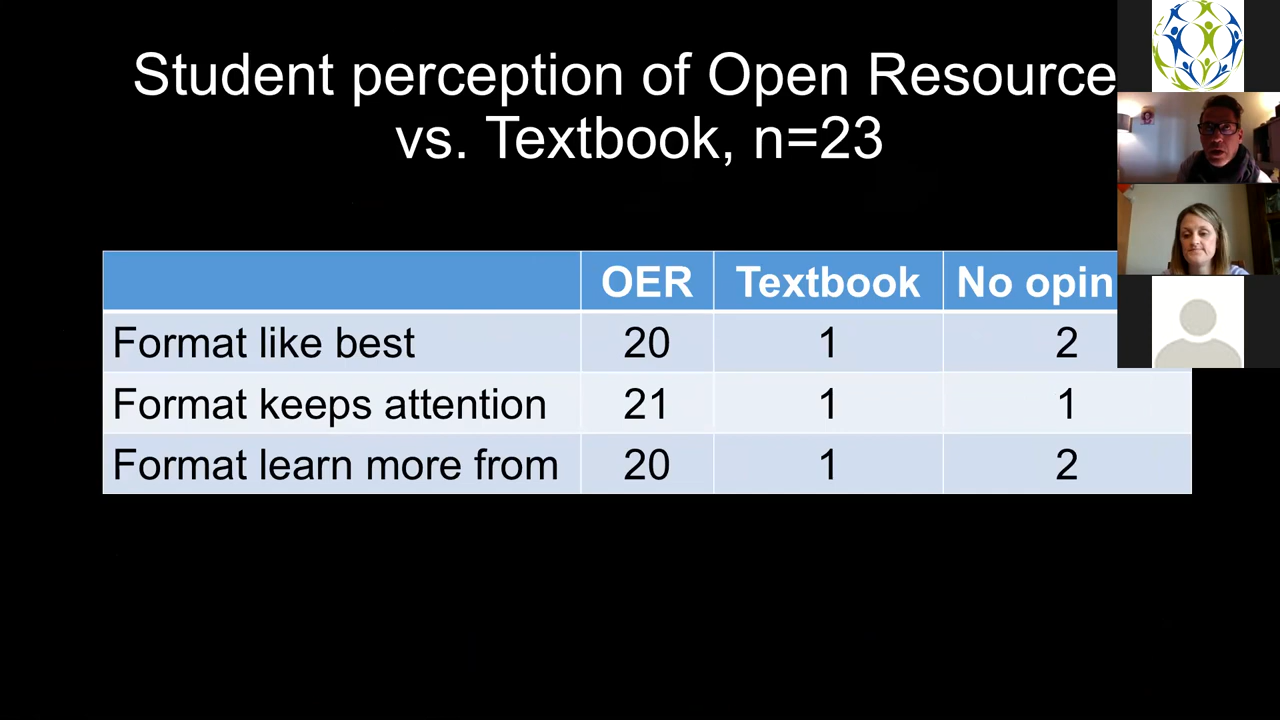 Student perception of Open Resource
vs. Textbook, n=23
OER Textbook No opin
Format like best 20 1 2
Format keeps attention 21 1 1
Format learn more from 20 1 2